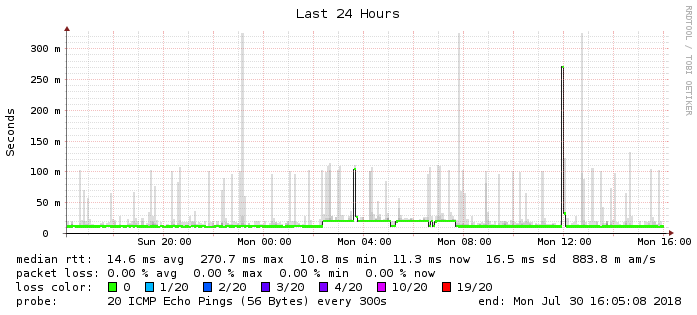 Last 24 Hours
RRDTOOL / TOBI OETIKER
Seconds
300 m
250 m
200 m
150 m
100 m
50 m
0
Sun 20:00 Mon 00:00 Mon 04:00 Mon 08:00 Mon 12:00 Mon 16:00
median rtt: 14.6 ms avg 270.7 ms max 10.8 ms min 11.3 ms now 16.5 ms sd 883.8 m am/s
packet loss: 0.00 % avg 0.00 % max 0.00 % min 0.00 % now
loss color: 0 1/20 2/20 3/20 4/20 10/20 19/20
probe: 20 ICMP Echo Pings (56 Bytes) every 300s end: Mon Jul 30 16:05:08 2018